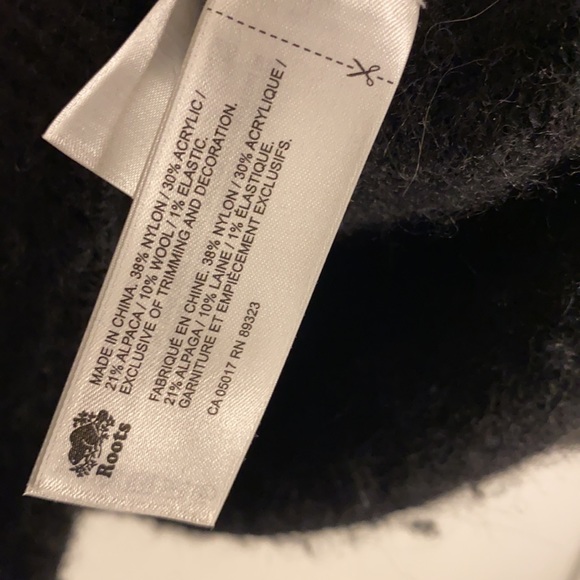 MADE IN CHINA. 38% NYLON / 30% ACRYLIC /
21% ALPACA / 10% WOOL / 1% ELASTIC.
EXCLUSIVE OF TRIMMING AND DECORATION.
FABRIQUÉ EN CHINE. 38% NYLON / 30% ACRYLIQUE /
21% ALPAGA / 10% LAINE / 1% ÉLASTIQUE.
GARNITURE ET EMPIÈCEMENT EXCLUSIFS.
CA 05017 RN 89323
Roots